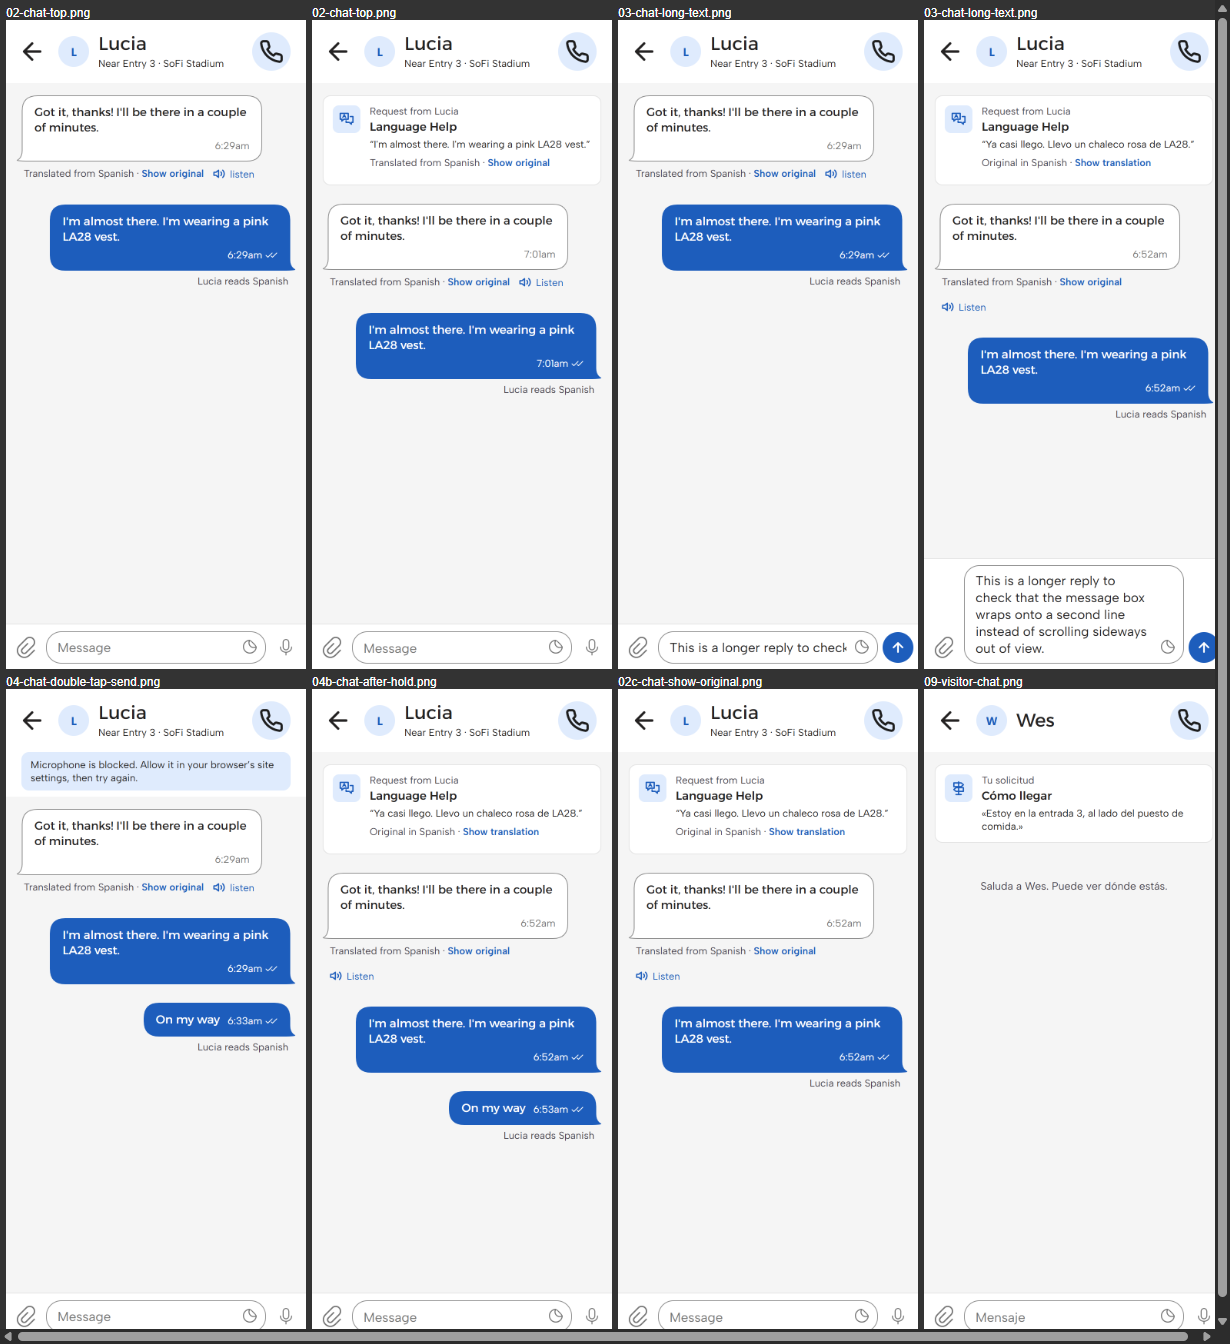 02-chat-top.png
L
Lucia
Near Entry 3 · SoFi Stadium
Got it, thanks! I'll be there in a couple
of minutes.
6:29am
Translated from Spanish · Show original listen
I'm almost there. I'm wearing a pink
LA28 vest.
6:29am
Lucia reads Spanish
Message
02-chat-top.png
L
Lucia
Near Entry 3 · SoFi Stadium
Request from Lucia
Language Help
“I'm almost there. I'm wearing a pink LA28 vest.”
Translated from Spanish · Show original
Got it, thanks! I'll be there in a couple
of minutes.
7:01am
Translated from Spanish · Show original Listen
I'm almost there. I'm wearing a pink
LA28 vest.
7:01am
Lucia reads Spanish
Message
03-chat-long-text.png
L
Lucia
Near Entry 3 · SoFi Stadium
Got it, thanks! I'll be there in a couple
of minutes.
6:29am
Translated from Spanish · Show original listen
I'm almost there. I'm wearing a pink
LA28 vest.
6:29am
Lucia reads Spanish
This is a longer reply to check
03-chat-long-text.png
L
Lucia
Near Entry 3 · SoFi Stadium
Request from Lucia
Language Help
“Ya casi llego. Llevo un chaleco rosa de LA28.”
Original in Spanish · Show translation
Got it, thanks! I'll be there in a couple
of minutes.
6:52am
Translated from Spanish · Show original
Listen
I'm almost there. I'm wearing a pink
LA28 vest.
6:52am
Lucia reads Spanish
This is a longer reply to
check that the message box
wraps onto a second line
instead of scrolling sideways
out of view.
04-chat-double-tap-send.png
L
Lucia
Near Entry 3 · SoFi Stadium
Microphone is blocked. Allow it in your browser's site
settings, then try again.
Got it, thanks! I'll be there in a couple
of minutes.
6:29am
Translated from Spanish · Show original listen
I'm almost there. I'm wearing a pink
LA28 vest.
6:29am
On my way 6:33am
Lucia reads Spanish
Message
04b-chat-after-hold.png
L
Lucia
Near Entry 3 · SoFi Stadium
Request from Lucia
Language Help
“Ya casi llego. Llevo un chaleco rosa de LA28.”
Original in Spanish · Show translation
Got it, thanks! I'll be there in a couple
of minutes.
6:52am
Translated from Spanish · Show original
Listen
I'm almost there. I'm wearing a pink
LA28 vest.
6:52am
On my way 6:53am
Lucia reads Spanish
Message
02c-chat-show-original.png
L
Lucia
Near Entry 3 · SoFi Stadium
Request from Lucia
Language Help
“Ya casi llego. Llevo un chaleco rosa de LA28.”
Original in Spanish · Show translation
Got it, thanks! I'll be there in a couple
of minutes.
6:52am
Translated from Spanish · Show original
Listen
I'm almost there. I'm wearing a pink
LA28 vest.
6:52am
Lucia reads Spanish
Message
09-visitor-chat.png
W
Wes
Tu solicitud
Cómo llegar
«Estoy en la entrada 3, al lado del puesto de
comida.»
Saluda a Wes. Puede ver dónde estás.
Mensaje